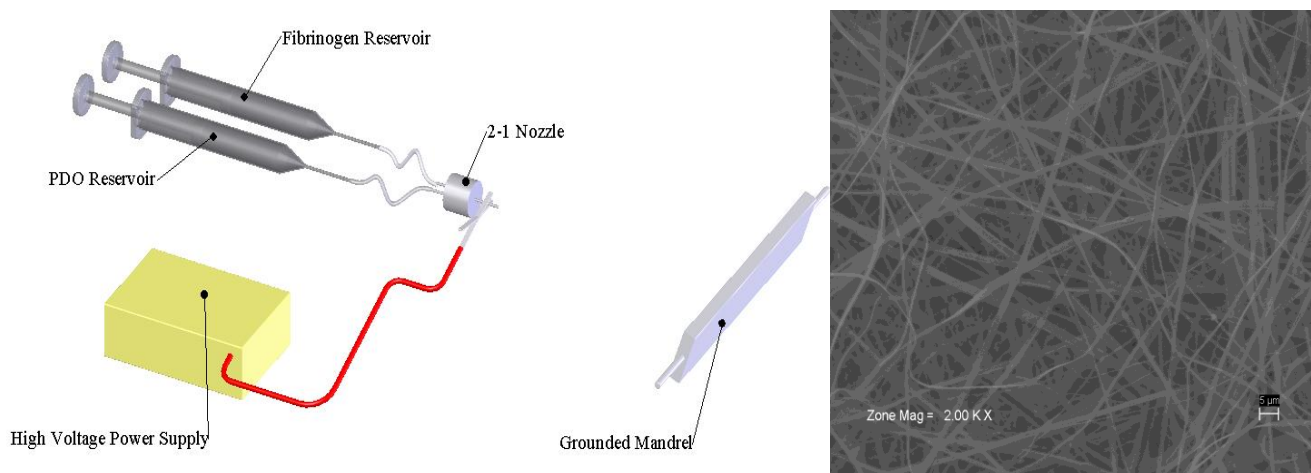 Fibrinogen Reservoir
2-1 Nozzle
PDO Reservoir
High Voltage Power Supply
Grounded Mandrel
Zone Mag = 2.00 K X
5 µm